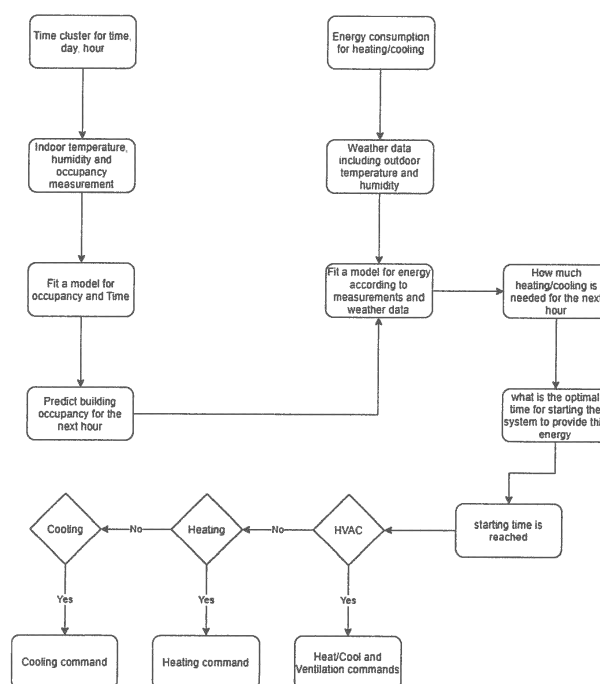 Time cluster for time,
day, hour
Energy consumption
for heating/cooling
Indoor temperature,
humidity and
occupancy
measurement
Weather data
including outdoor
temperature and
humidity
Fit a model for
occupancy and Time
Fit a model for energy
according to
measurements and
weather data
How much
heating/cooling is
needed for the next
hour
Predict building
occupancy for the
next hour
what is the optimal
time for starting the
system to provide this
energy
starting time is
reached
HVAC
No
Heating
No
Cooling
Yes
Yes
Yes
Cooling command
Heating command
Heat/Cool and
Ventilation commands